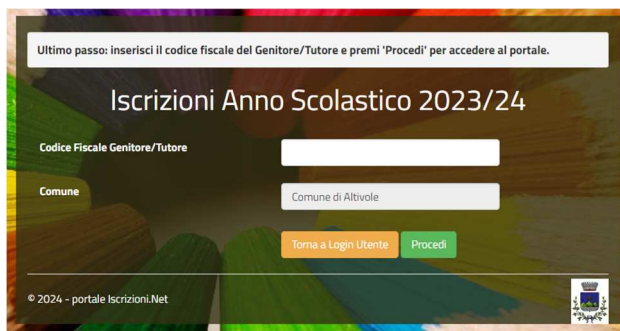 Ultimo passo: inserisci il codice fiscale del Genitore/Tutore e premi 'Procedi' per accedere al portale.
Iscrizioni Anno Scolastico 2023/24
Codice Fiscale Genitore/Tutore
Comune
Comune di Altivole
Torna a Login Utente
Procedi
© 2024 - portale Iscrizioni.Net